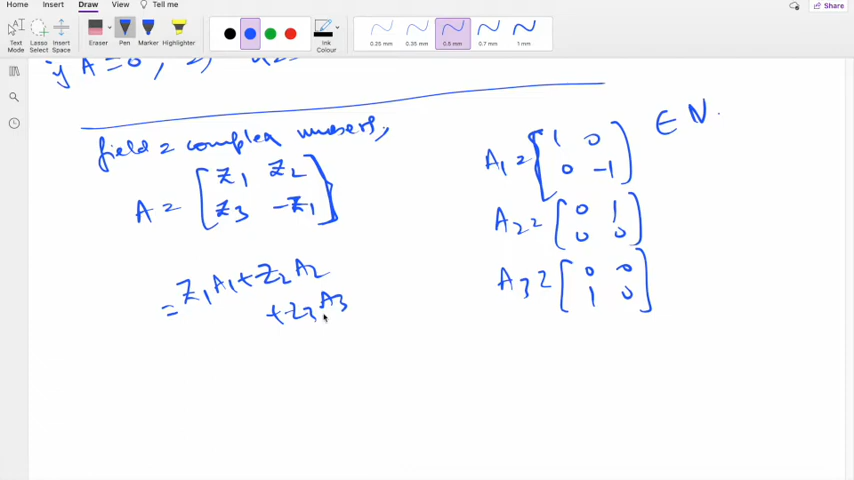 Home Insert Draw View Tell me
Share
Text Mode
Lasso Select
Insert Space
Eraser
Pen
Marker
Highlighter
Ink Colour
0.25 mm 0.35 mm 0.5 mm 0.7 mm 1 mm
if A = 0,
field = complex numbers,
A = [ z1 z2
z3 -z1 ]
= z1A1 + z2A2
+ z3A3
A1 = [ 1 0
0 -1 ]
∈ N.
A2 = [ 0 1
0 0 ]
A3 = [ 0 0
1 0 ]